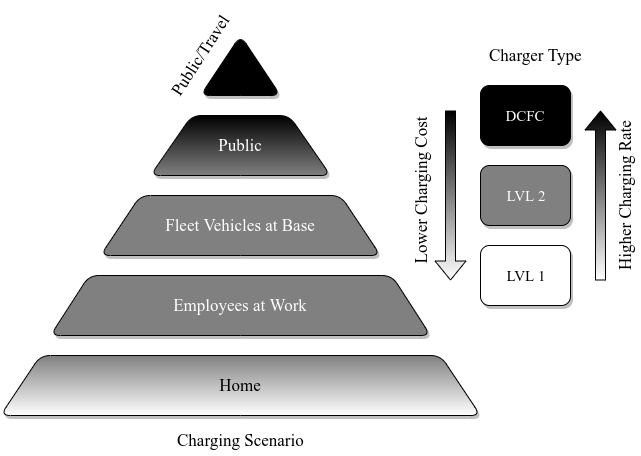 Public/Travel
Public
Fleet Vehicles at Base
Employees at Work
Home
Charging Scenario
Charger Type
DCFC
LVL 2
LVL 1
Lower Charging Cost
Higher Charging Rate